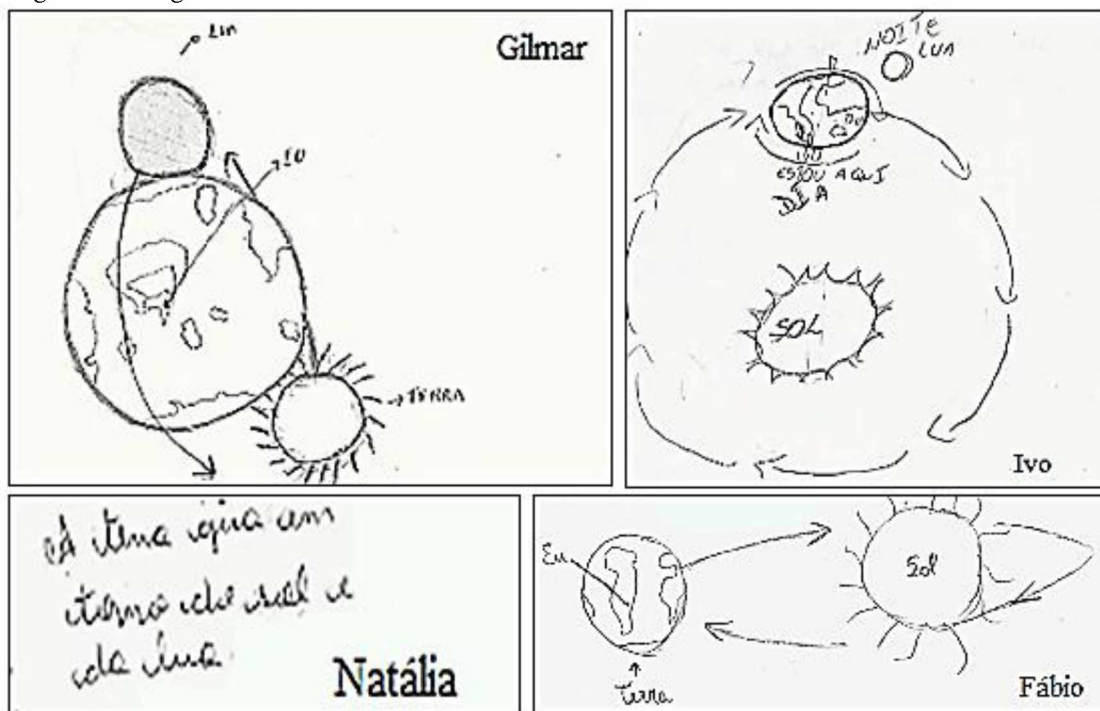 Gilmar
LUA
EU
TERRA
NOITE
LUA
EU
ESTOU AQUI
DIA
SOL
Ivo
A terra gira em
torno do sol e
da lua
Natália
Eu
Terra
Sol
Fábio